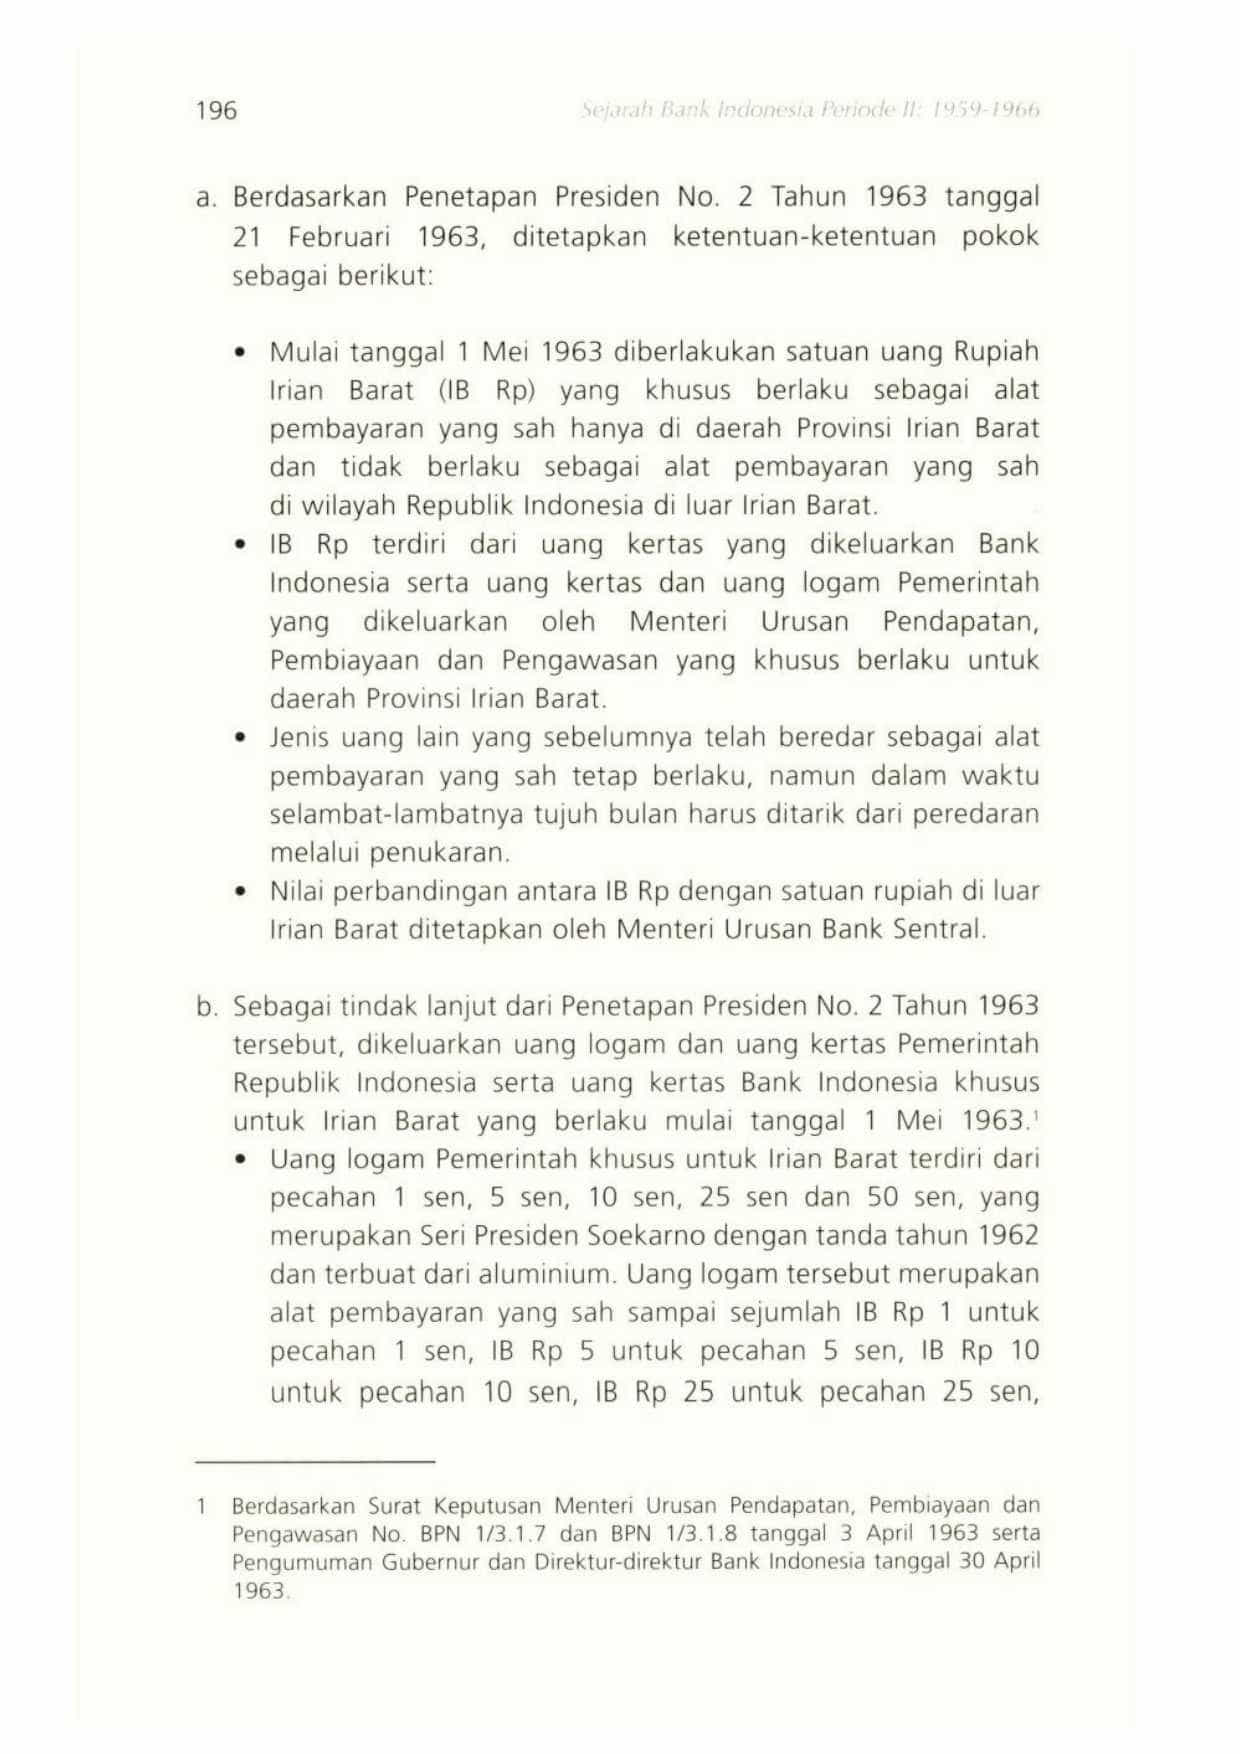 196
Sejarah Bank Indonesia Periode II: 1959-1966
a. Berdasarkan Penetapan Presiden No. 2 Tahun 1963 tanggal
21 Februari 1963, ditetapkan ketentuan-ketentuan pokok
sebagai berikut:
• Mulai tanggal 1 Mei 1963 diberlakukan satuan uang Rupiah
Irian Barat (IB Rp) yang khusus berlaku sebagai alat
pembayaran yang sah hanya di daerah Provinsi Irian Barat
dan tidak berlaku sebagai alat pembayaran yang sah
di wilayah Republik Indonesia di luar Irian Barat.
• IB Rp terdiri dari uang kertas yang dikeluarkan Bank
Indonesia serta uang kertas dan uang logam Pemerintah
yang dikeluarkan oleh Menteri Urusan Pendapatan,
Pembiayaan dan Pengawasan yang khusus berlaku untuk
daerah Provinsi Irian Barat.
• Jenis uang lain yang sebelumnya telah beredar sebagai alat
pembayaran yang sah tetap berlaku, namun dalam waktu
selambat-lambatnya tujuh bulan harus ditarik dari peredaran
melalui penukaran.
• Nilai perbandingan antara IB Rp dengan satuan rupiah di luar
Irian Barat ditetapkan oleh Menteri Urusan Bank Sentral.
b. Sebagai tindak lanjut dari Penetapan Presiden No. 2 Tahun 1963
tersebut, dikeluarkan uang logam dan uang kertas Pemerintah
Republik Indonesia serta uang kertas Bank Indonesia khusus
untuk Irian Barat yang berlaku mulai tanggal 1 Mei 1963.¹
• Uang logam Pemerintah khusus untuk Irian Barat terdiri dari
pecahan 1 sen, 5 sen, 10 sen, 25 sen dan 50 sen, yang
merupakan Seri Presiden Soekarno dengan tanda tahun 1962
dan terbuat dari aluminium. Uang logam tersebut merupakan
alat pembayaran yang sah sampai sejumlah IB Rp 1 untuk
pecahan 1 sen, IB Rp 5 untuk pecahan 5 sen, IB Rp 10
untuk pecahan 10 sen, IB Rp 25 untuk pecahan 25 sen,
1 Berdasarkan Surat Keputusan Menteri Urusan Pendapatan, Pembiayaan dan
Pengawasan No. BPN 1/3.1.7 dan BPN 1/3.1.8 tanggal 3 April 1963 serta
Pengumuman Gubernur dan Direktur-direktur Bank Indonesia tanggal 30 April
1963.